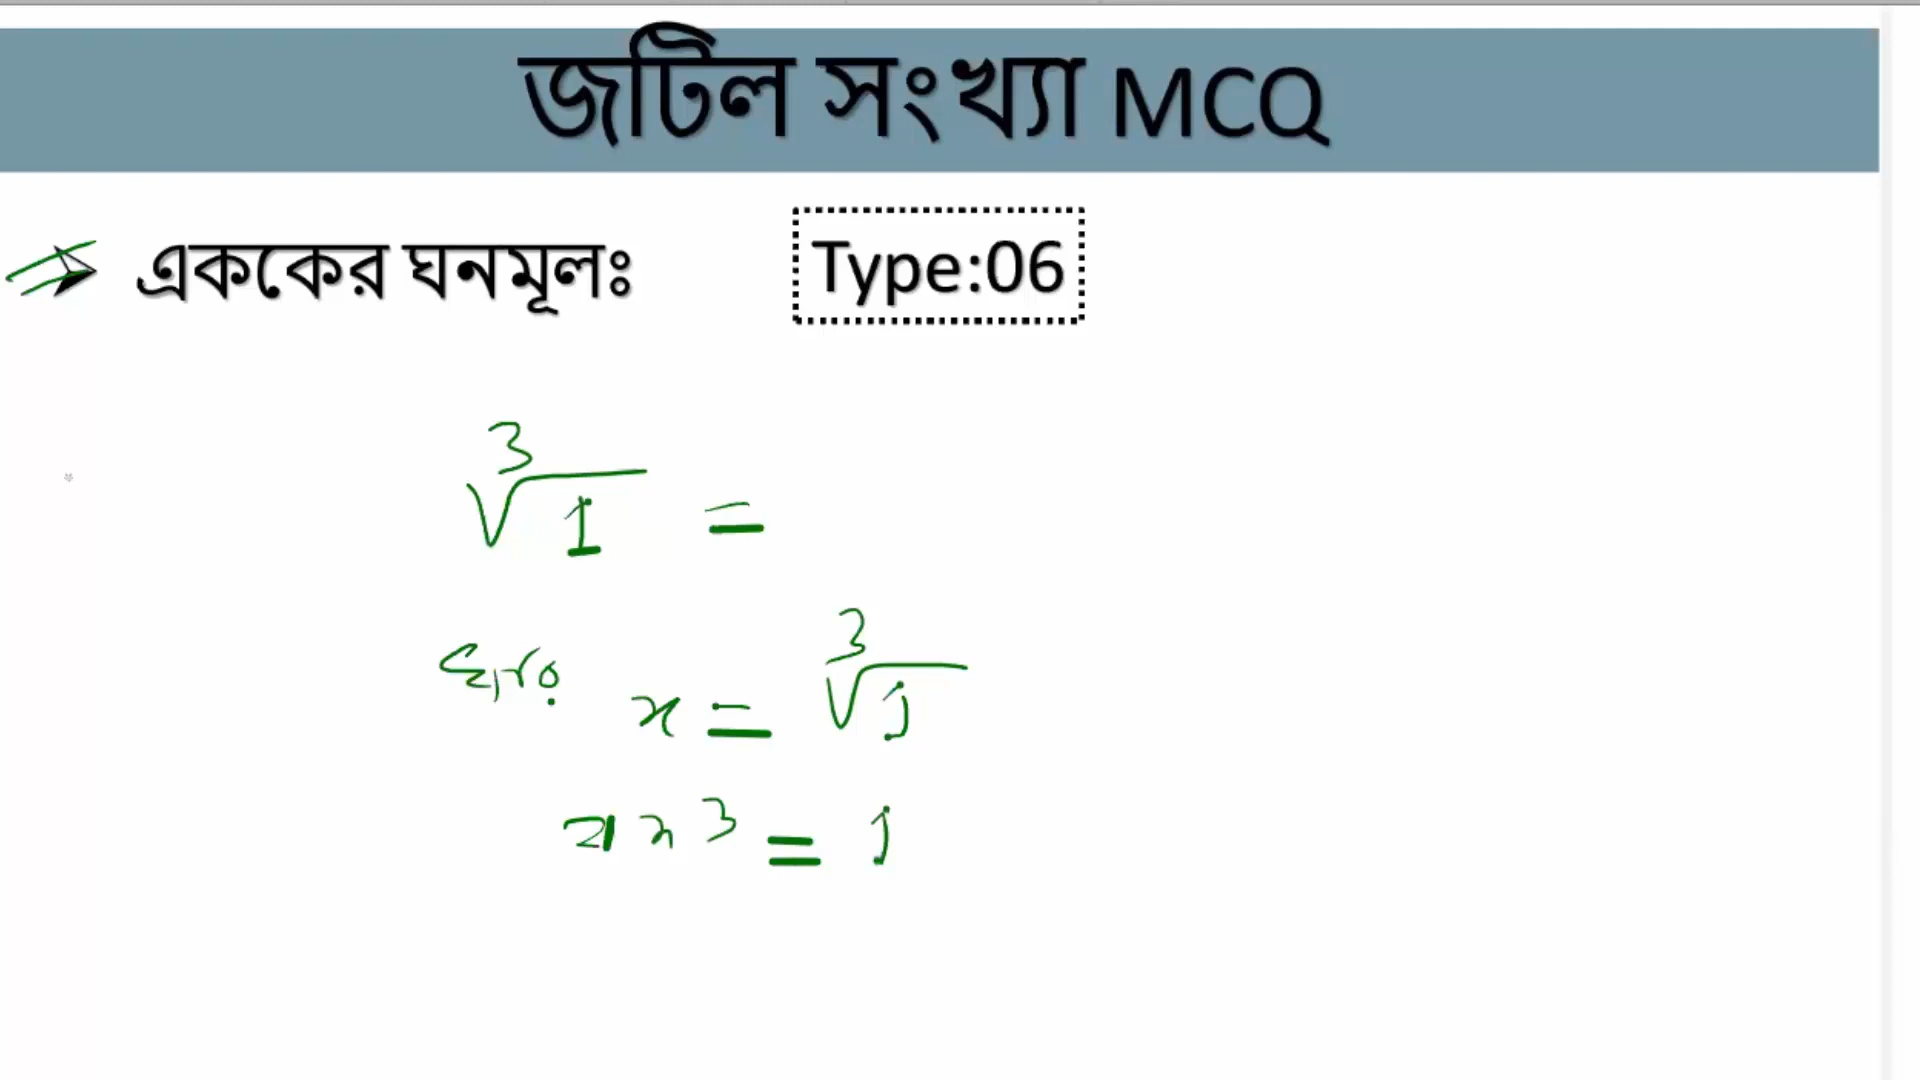 জটিল সংখ্যা MCQ
এককের ঘনমূলঃ Type:06
∛1 =
ধরি, x = ∛1
বা x³ = 1